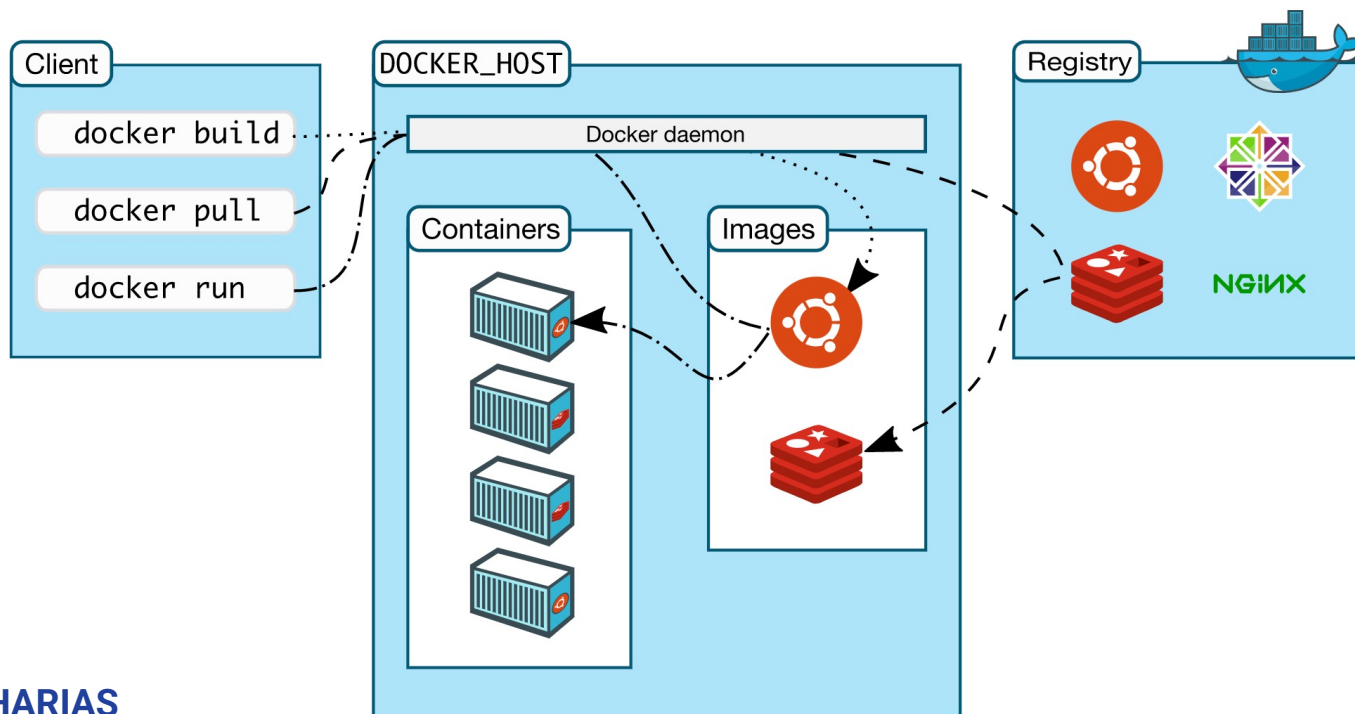 Client
docker build
docker pull
docker run
DOCKER_HOST
Docker daemon
Containers
Images
Registry
NGiNX
HARIAS